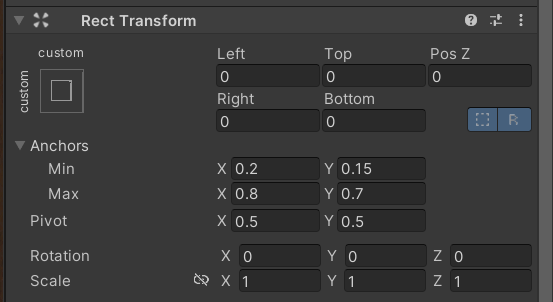 Rect Transform
custom
custom
Left Top Pos Z
0 0 0
Right Bottom
0 0
R
Anchors
Min X 0.2 Y 0.15
Max X 0.8 Y 0.7
Pivot X 0.5 Y 0.5
Rotation X 0 Y 0 Z 0
Scale X 1 Y 1 Z 1